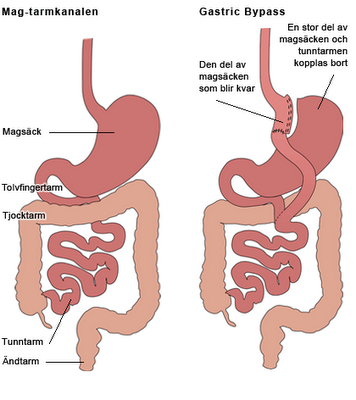 Mag-tarmkanalen
Gastric Bypass
En stor del av
magsäcken och
tunntarmen
kopplas bort
Den del av
magsäcken
som blir kvar
Magsäck
Tolvfingertarm
Tjocktarm
Tunntarm
Ändtarm